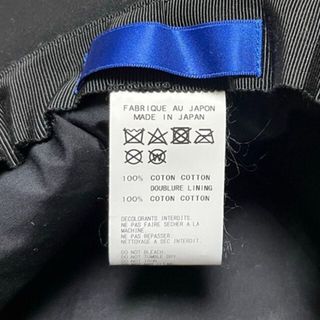 FABRIQUE AU JAPON
MADE IN JAPAN
100% COTON COTTON
DOUBLURE LINING
100% COTON COTTON
DECOLORANTS INTERDITS.
NE PAS FAIRE SECHER A LA
MACHINE
NE PAS REPASSER.
NETTOYAGE A SEC INTERDIT.
DO NOT BLEACH.
DO NOT TUMBLE DRY.
DO NOT IRON.